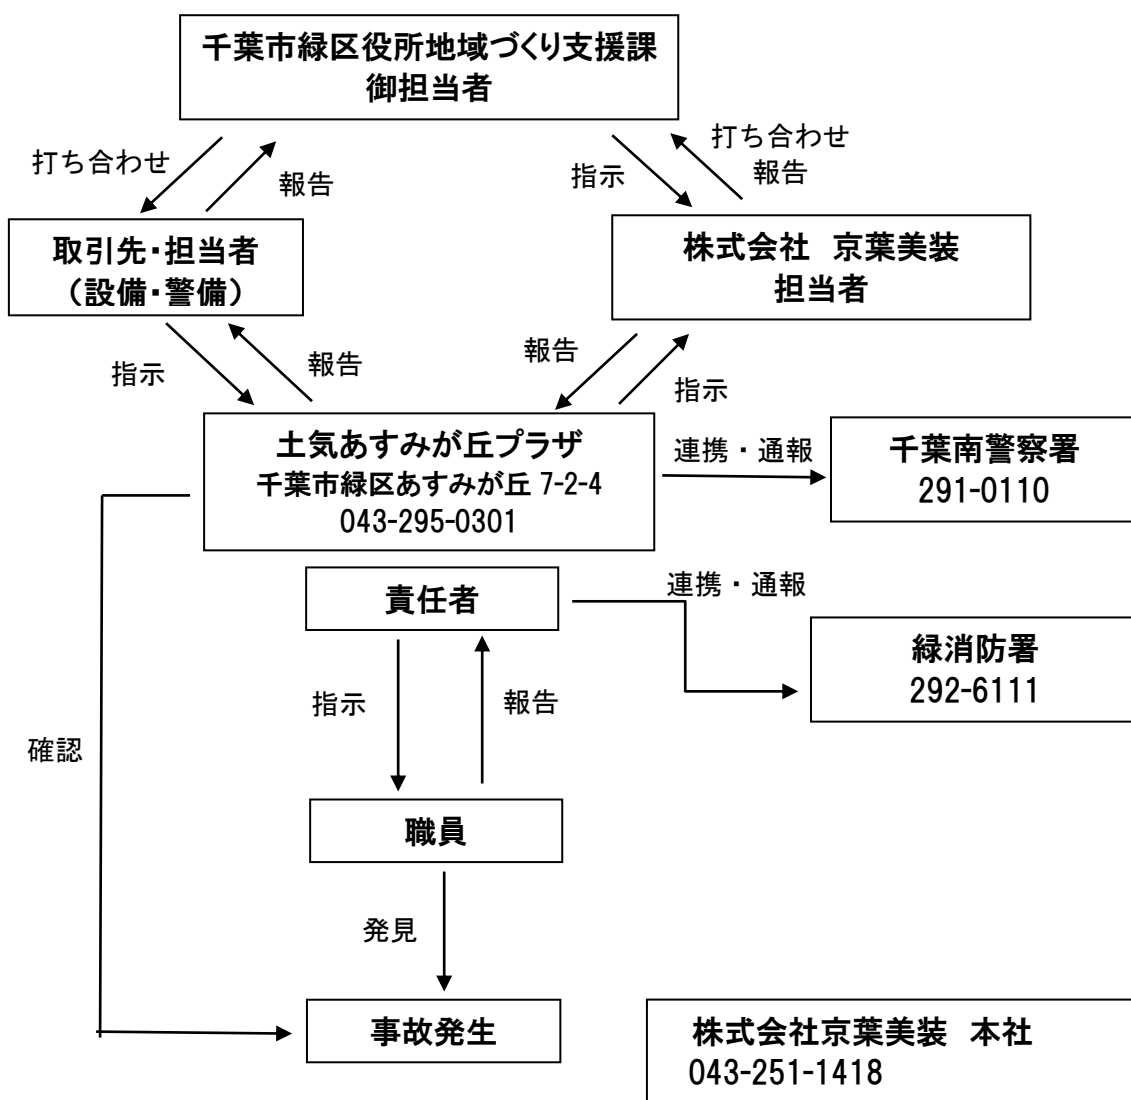 千葉市緑区役所地域づくり支援課
御担当者
打ち合わせ
報告
指示
打ち合わせ
報告
取引先・担当者
（設備・警備）
株式会社　京葉美装
担当者
指示
報告
報告
指示
土気あすみが丘プラザ
千葉市緑区あすみが丘 7-2-4
043-295-0301
連携・通報
千葉南警察署
291-0110
責任者
連携・通報
緑消防署
292-6111
指示
報告
確認
職員
発見
事故発生
株式会社京葉美装　本社
043-251-1418